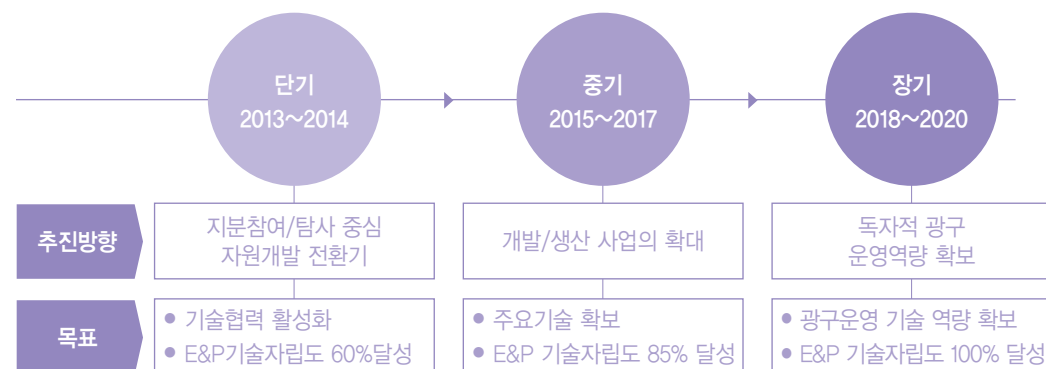 단기
2013~2014
중기
2015~2017
장기
2018~2020
추진방향
지분참여/탐사 중심
자원개발 전환기
개발/생산 사업의 확대
독자적 광구
운영역량 확보
목표
• 기술협력 활성화
• E&P기술자립도 60%달성
• 주요기술 확보
• E&P 기술자립도 85% 달성
• 광구운영 기술 역량 확보
• E&P 기술자립도 100% 달성